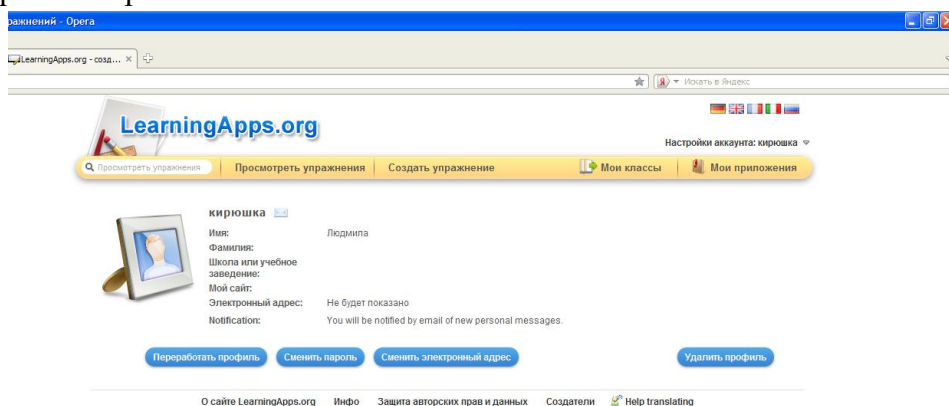 ражнений - Opera
LearningApps.org - созд... ×
Искать в Яндекс
LearningApps.org
Настройки аккаунта: кирюшка
Просмотреть упражнения Просмотреть упражнения Создать упражнение Мои классы Мои приложения
кирюшка
Имя: Людмила
Фамилия:
Школа или учебное
заведение:
Мой сайт:
Электронный адрес: Не будет показано
Notification: You will be notified by email of new personal messages.
Переработать профиль Сменить пароль Сменить электронный адрес Удалить профиль
О сайте LearningApps.org Инфо Защита авторских прав и данных Создатели Help translating